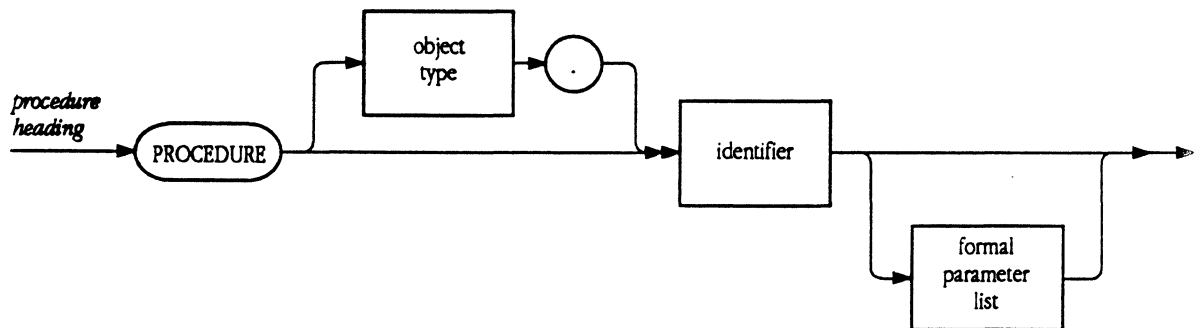 object
type
.
procedure
heading
PROCEDURE
identifier
formal
parameter
list